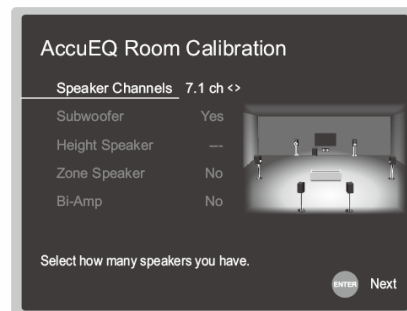 AccuEQ Room Calibration
Speaker Channels 7.1 ch <>
Subwoofer Yes
Height Speaker ---
Zone Speaker No
Bi-Amp No
Select how many speakers you have.
ENTER Next